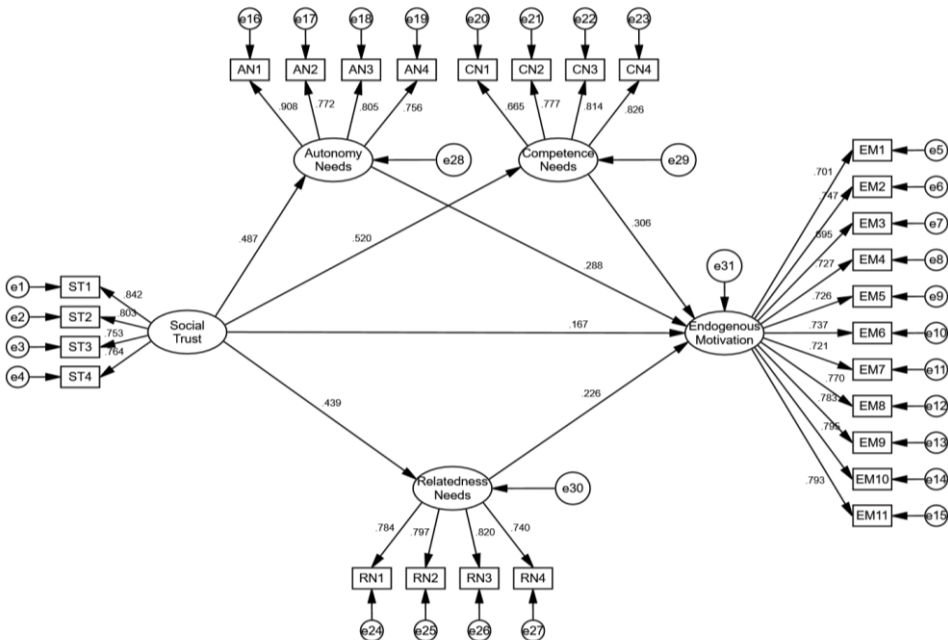 e16 e17 e18 e19 e20 e21 e22 e23
AN1 AN2 AN3 AN4 CN1 CN2 CN3 CN4
.908 .772 .805 .756 .665 .777 .814 .826
Autonomy
Needs
e28
Competence
Needs
e29
EM1 e5
.701
EM2 e6
.747
EM3 e7
.695
EM4 e8
.727
EM5 e9
.726
EM6 e10
.737
EM7 e11
.721
EM8 e12
.770
EM9 e13
.783
EM10 e14
.795
EM11 e15
.793
.487
.520
.306
.288
e31
e1 ST1
.842
e2 ST2
.803
e3 ST3
.753
e4 ST4
.764
Social
Trust
.167
Endogenous
Motivation
.439
.226
Relatedness
Needs
e30
.784 .797 .820 .740
RN1 RN2 RN3 RN4
e24 e25 e26 e27